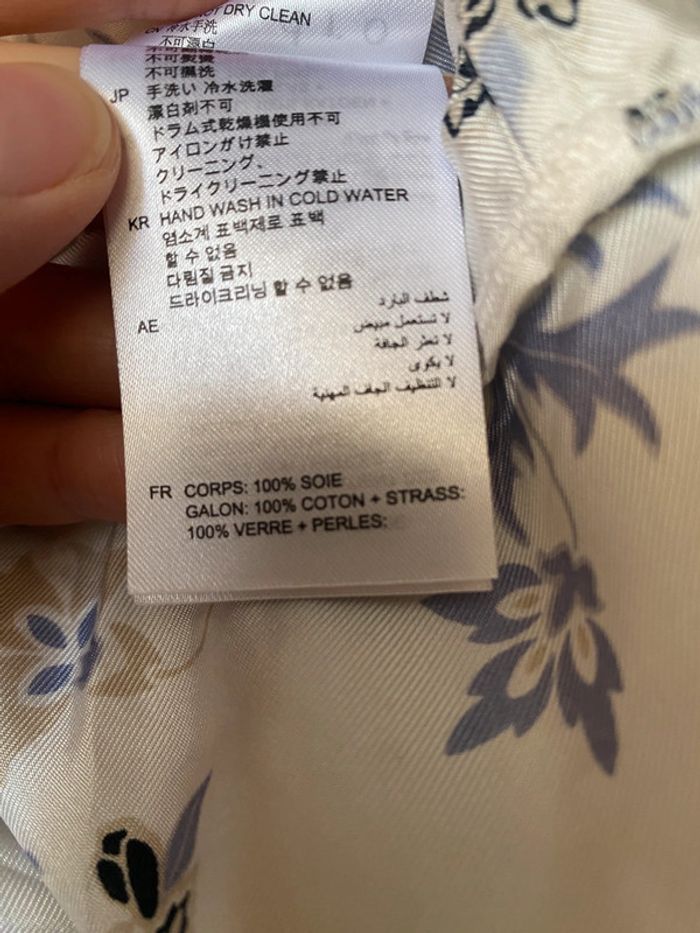 DRY CLEAN
冷水手洗
不可漂白
不可擰洗
JP 手洗い 冷水洗濯
漂白剤不可
ドラム式乾燥機使用不可
アイロンがけ禁止
クリーニング、
ドライクリーニング禁止
KR HAND WASH IN COLD WATER
염소계 표백제로 표백
할 수 없음
다림질 금지
드라이크리닝 할 수 없음
AE شطف البارد
لا تستعمل مبيض
لا تعثر الجافة
لا يكوى
لا التنظيف الجاف المهنية
FR CORPS: 100% SOIE
GALON: 100% COTON + STRASS:
100% VERRE + PERLES: